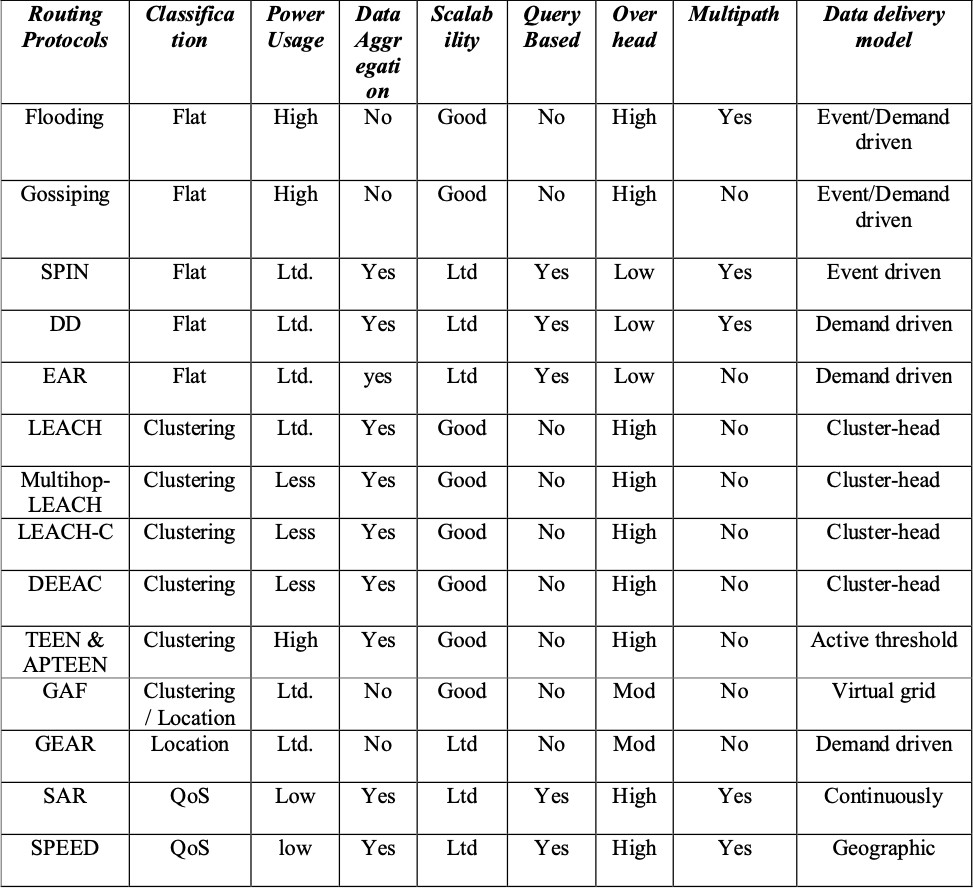 Routing Protocols | Classifica tion | Power Usage | Data Aggr egati on | Scalab ility | Query Based | Over head | Multipath | Data delivery model
Flooding | Flat | High | No | Good | No | High | Yes | Event/Demand driven
Gossiping | Flat | High | No | Good | No | High | No | Event/Demand driven
SPIN | Flat | Ltd. | Yes | Ltd | Yes | Low | Yes | Event driven
DD | Flat | Ltd. | Yes | Ltd | Yes | Low | Yes | Demand driven
EAR | Flat | Ltd. | yes | Ltd | Yes | Low | No | Demand driven
LEACH | Clustering | Ltd. | Yes | Good | No | High | No | Cluster-head
Multihop-LEACH | Clustering | Less | Yes | Good | No | High | No | Cluster-head
LEACH-C | Clustering | Less | Yes | Good | No | High | No | Cluster-head
DEEAC | Clustering | Less | Yes | Good | No | High | No | Cluster-head
TEEN & APTEEN | Clustering | High | Yes | Good | No | High | No | Active threshold
GAF | Clustering / Location | Ltd. | No | Good | No | Mod | No | Virtual grid
GEAR | Location | Ltd. | No | Ltd | No | Mod | No | Demand driven
SAR | QoS | Low | Yes | Ltd | Yes | High | Yes | Continuously
SPEED | QoS | low | Yes | Ltd | Yes | High | Yes | Geographic